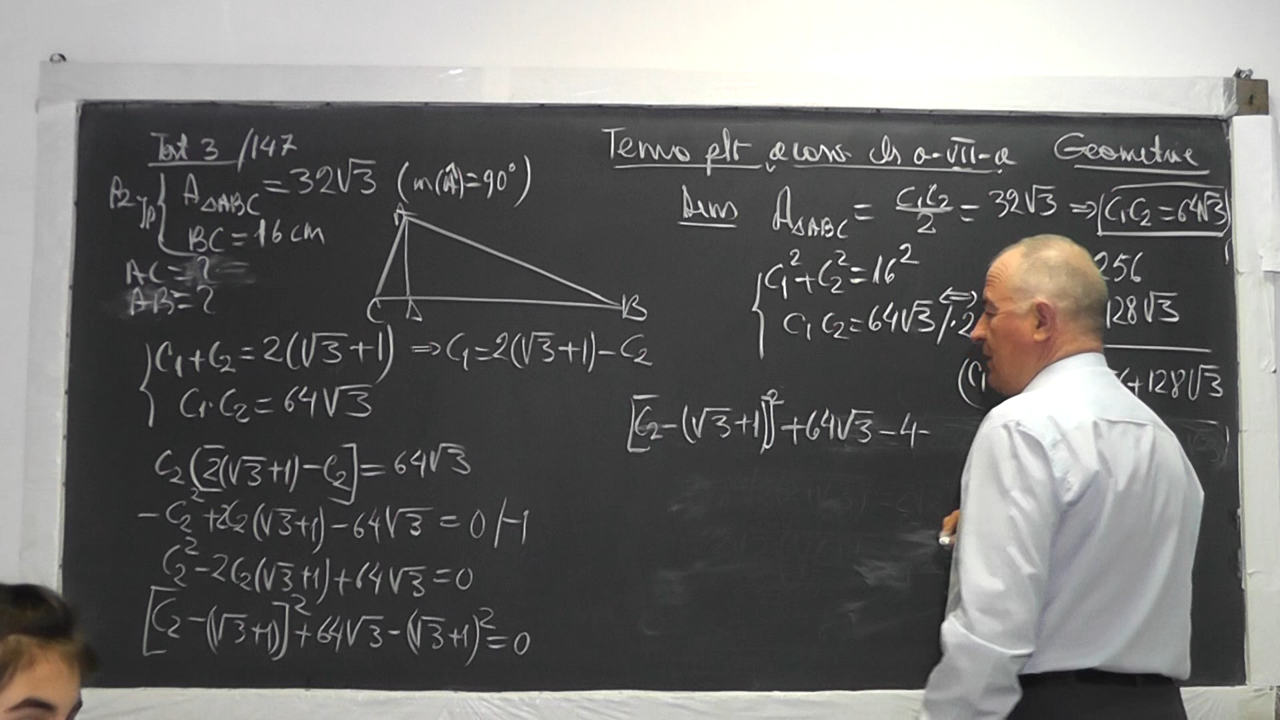 Test 3 /147
A△ABC = 32√3 (m(Â)=90°)
BC = 16 cm
AC = ?
AB = ?
A
C D B
C₁+C₂ = 2(√3+1) ⇒ C₁ = 2(√3+1) - C₂
C₁·C₂ = 64√3
C₂(2(√3+1) - C₂] = 64√3
-C₂² + 2C₂(√3+1) - 64√3 = 0 /-1
C₂² - 2C₂(√3+1) + 64√3 = 0
[C₂ - (√3+1)]² + 64√3 - (√3+1)² = 0
a VII-a Geometrie
Dem A△ABC = C₁C₂/2 = 32√3 ⇒ C₁C₂ = 64√3
C₁² + C₂² = 16² ⇔ 256
C₁C₂ = 64√3 /·2 128√3
(C₁ +128√3
[C₂ - (√3+1)]² + 64√3 - 4 -